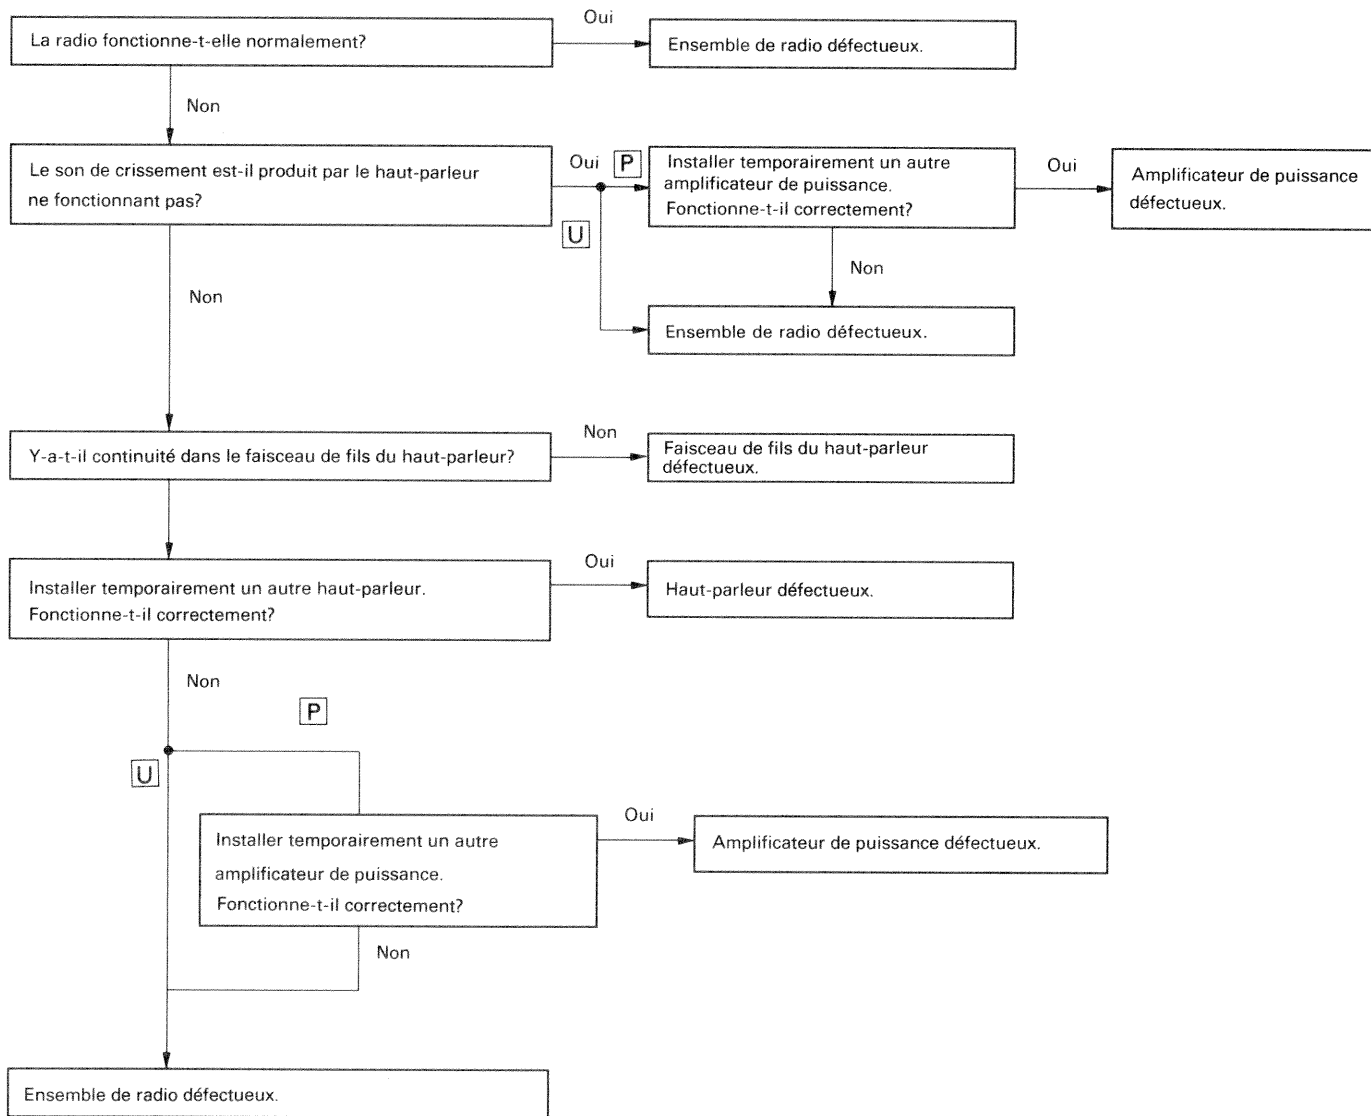 La radio fonctionne-t-elle normalement?
Oui
Ensemble de radio défectueux.
Non
Le son de crissement est-il produit par le haut-parleur
ne fonctionnant pas?
Oui
P
U
Installer temporairement un autre
amplificateur de puissance.
Fonctionne-t-il correctement?
Oui
Amplificateur de puissance
défectueux.
Non
Ensemble de radio défectueux.
Non
Y-a-t-il continuité dans le faisceau de fils du haut-parleur?
Non
Faisceau de fils du haut-parleur
défectueux.
Installer temporairement un autre haut-parleur.
Fonctionne-t-il correctement?
Oui
Haut-parleur défectueux.
Non
P
U
Installer temporairement un autre
amplificateur de puissance.
Fonctionne-t-il correctement?
Oui
Amplificateur de puissance défectueux.
Non
Ensemble de radio défectueux.